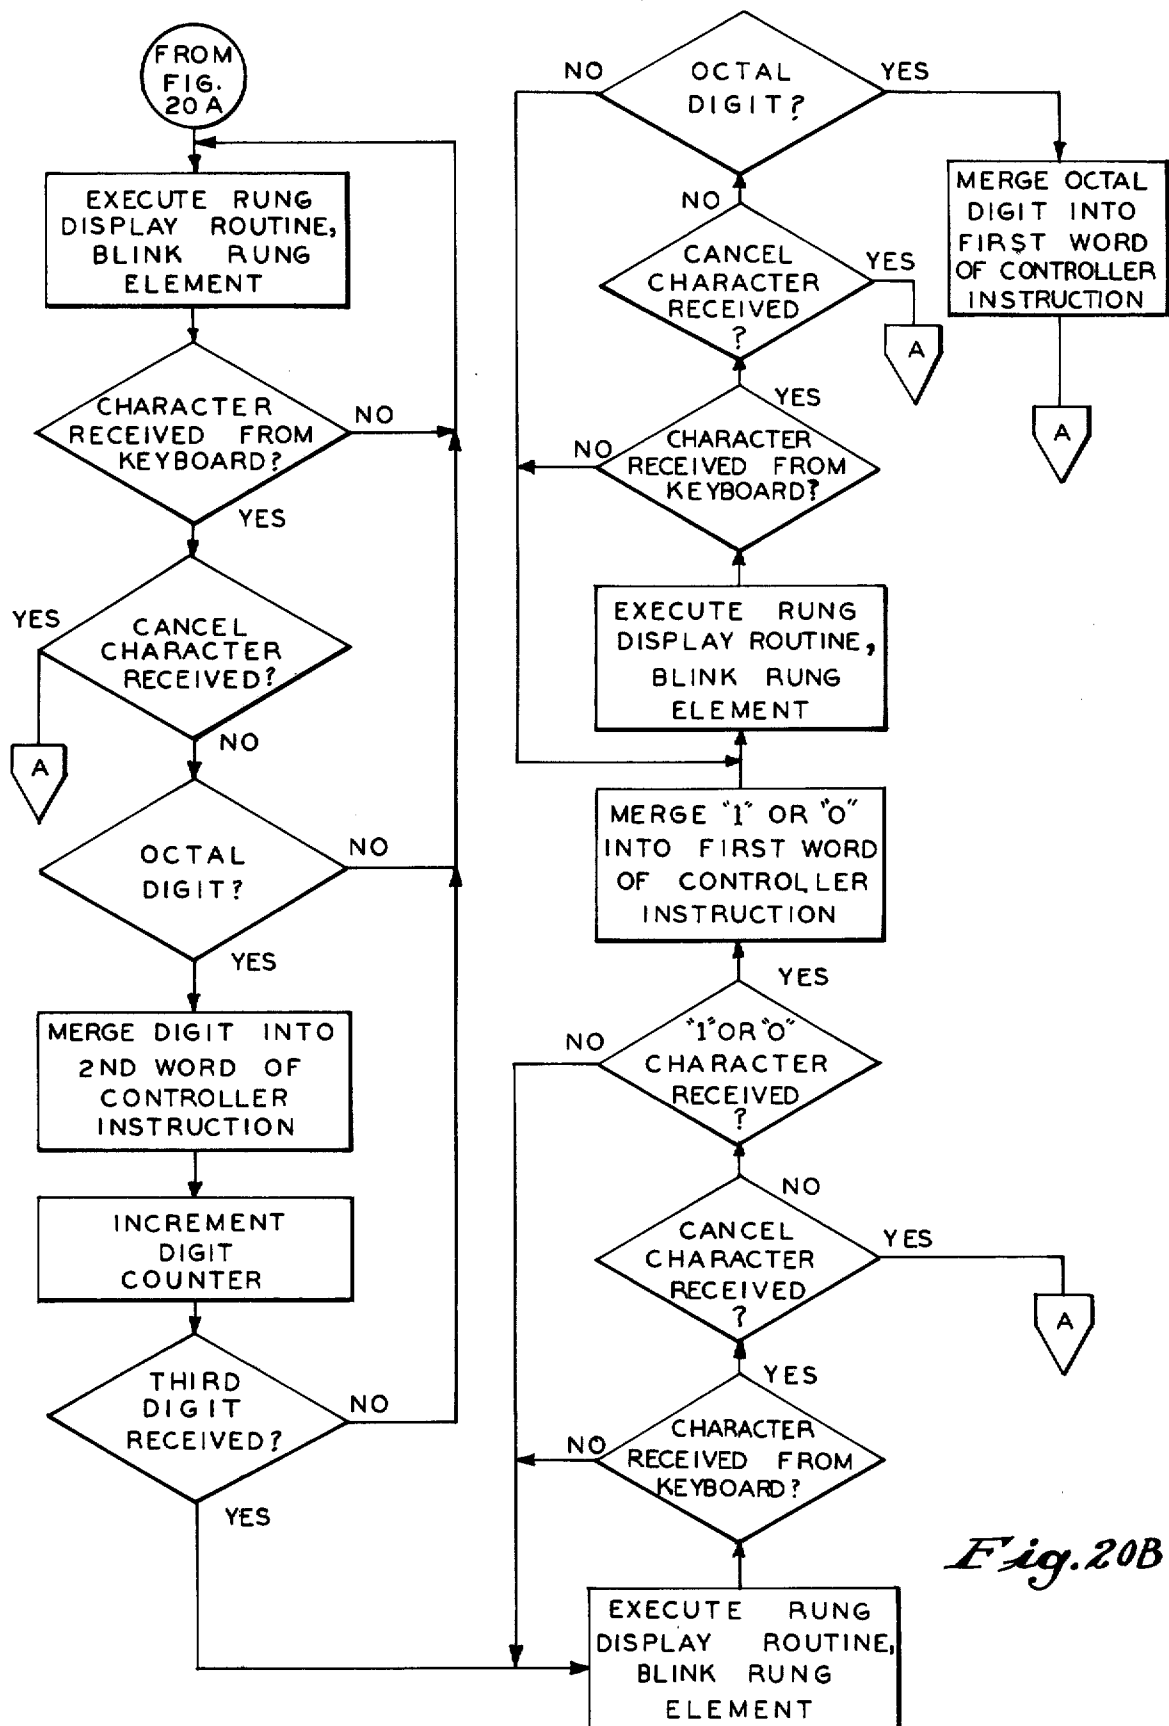 FROM
FIG.
20 A
EXECUTE RUNG
DISPLAY ROUTINE,
BLINK RUNG
ELEMENT
CHARACTER
RECEIVED FROM
KEYBOARD?
NO
YES
CANCEL
CHARACTER
RECEIVED?
YES
A
NO
OCTAL
DIGIT?
NO
YES
MERGE DIGIT INTO
2ND WORD OF
CONTROLLER
INSTRUCTION
INCREMENT
DIGIT
COUNTER
THIRD
DIGIT
RECEIVED?
NO
YES
OCTAL
DIGIT?
NO
YES
MERGE OCTAL
DIGIT INTO
FIRST WORD
OF CONTROLLER
INSTRUCTION
A
NO
CANCEL
CHARACTER
RECEIVED
?
YES
A
YES
CHARACTER
RECEIVED FROM
KEYBOARD?
NO
EXECUTE RUNG
DISPLAY ROUTINE,
BLINK RUNG
ELEMENT
MERGE "1" OR "0"
INTO FIRST WORD
OF CONTROLLER
INSTRUCTION
YES
"1" OR "0"
CHARACTER
RECEIVED
?
NO
NO
CANCEL
CHARACTER
RECEIVED
?
YES
A
YES
CHARACTER
RECEIVED FROM
KEYBOARD?
NO
EXECUTE RUNG
DISPLAY ROUTINE,
BLINK RUNG
ELEMENT
Fig. 20B